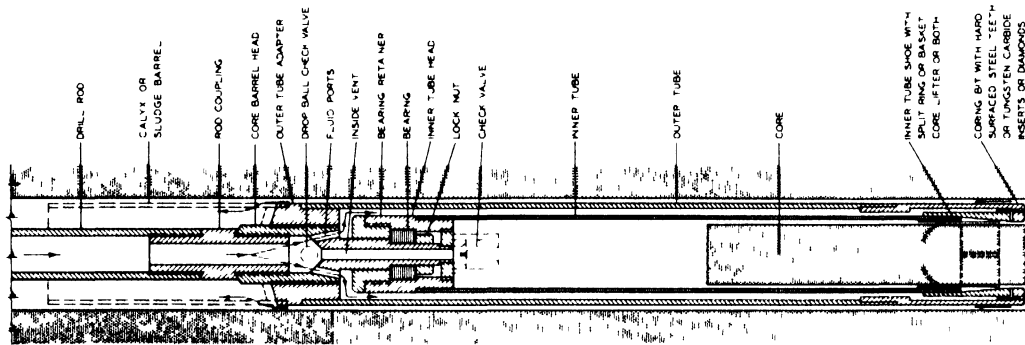 DRILL ROD
CALYX OR
SLUDGE BARREL
ROD COUPLING
CORE BARREL HEAD
OUTER TUBE ADAPTER
DROP BALL CHECK VALVE
FLUID PORTS
INSIDE VENT
BEARING RETAINER
BEARING
INNER TUBE HEAD
LOCK NUT
CHECK VALVE
INNER TUBE
OUTER TUBE
CORE
INNER TUBE SHOE WITH
SPLIT RING OR BASKET
CORE LIFTER OR BOTH
CORING BIT WITH HARD
SURFACED STEEL TEETH
OR TUNGSTEN CARBIDE
INSERTS OR DIAMONDS